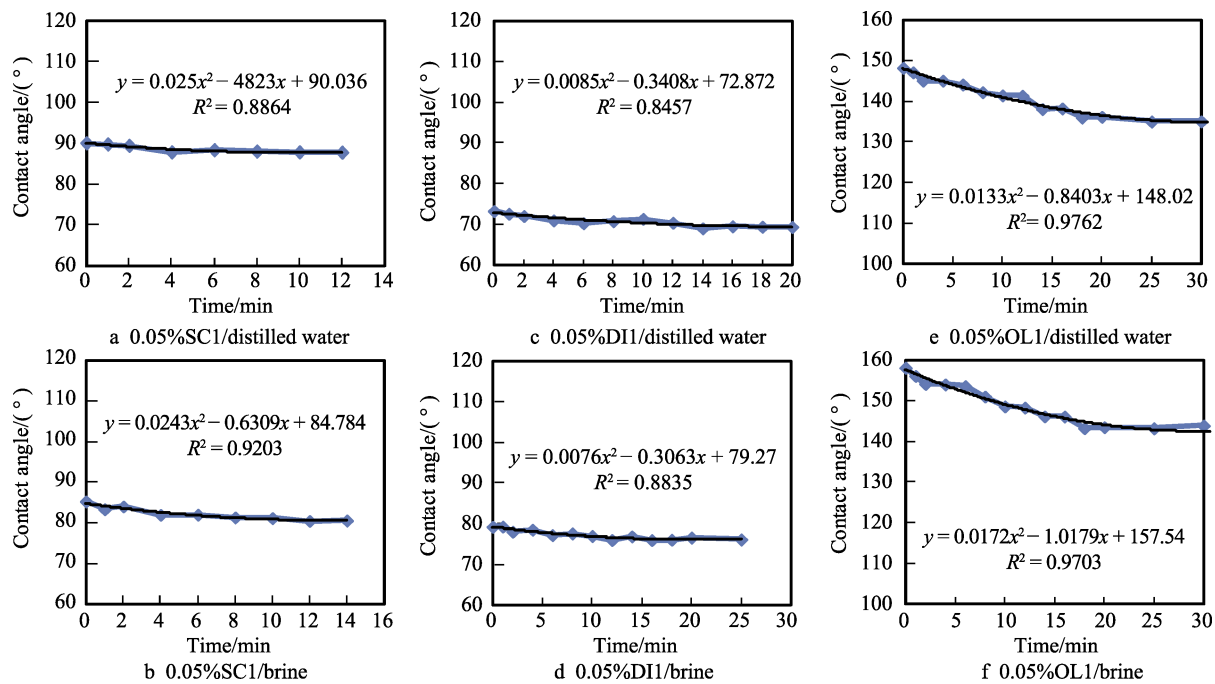 120
110
100
90
80
70
60
Contact angle/(°)
y = 0.025x² − 4823x + 90.036
R² = 0.8864
0 2 4 6 8 10 12 14
Time/min
a 0.05%SC1/distilled water
120
110
100
90
80
70
60
Contact angle/(°)
y = 0.0085x² − 0.3408x + 72.872
R² = 0.8457
0 2 4 6 8 10 12 14 16 18 20
Time/min
c 0.05%DI1/distilled water
160
150
140
130
120
110
100
Contact angle/(°)
y = 0.0133x² − 0.8403x + 148.02
R² = 0.9762
0 5 10 15 20 25 30
Time/min
e 0.05%OL1/distilled water
120
110
100
90
80
70
60
Contact angle/(°)
y = 0.0243x² − 0.6309x + 84.784
R² = 0.9203
0 2 4 6 8 10 12 14 16
Time/min
b 0.05%SC1/brine
120
110
100
90
80
70
60
Contact angle/(°)
y = 0.0076x² − 0.3063x + 79.27
R² = 0.8835
0 5 10 15 20 25 30
Time/min
d 0.05%DI1/brine
160
150
140
130
120
110
100
Contact angle/(°)
y = 0.0172x² − 1.0179x + 157.54
R² = 0.9703
0 5 10 15 20 25 30
Time/min
f 0.05%OL1/brine